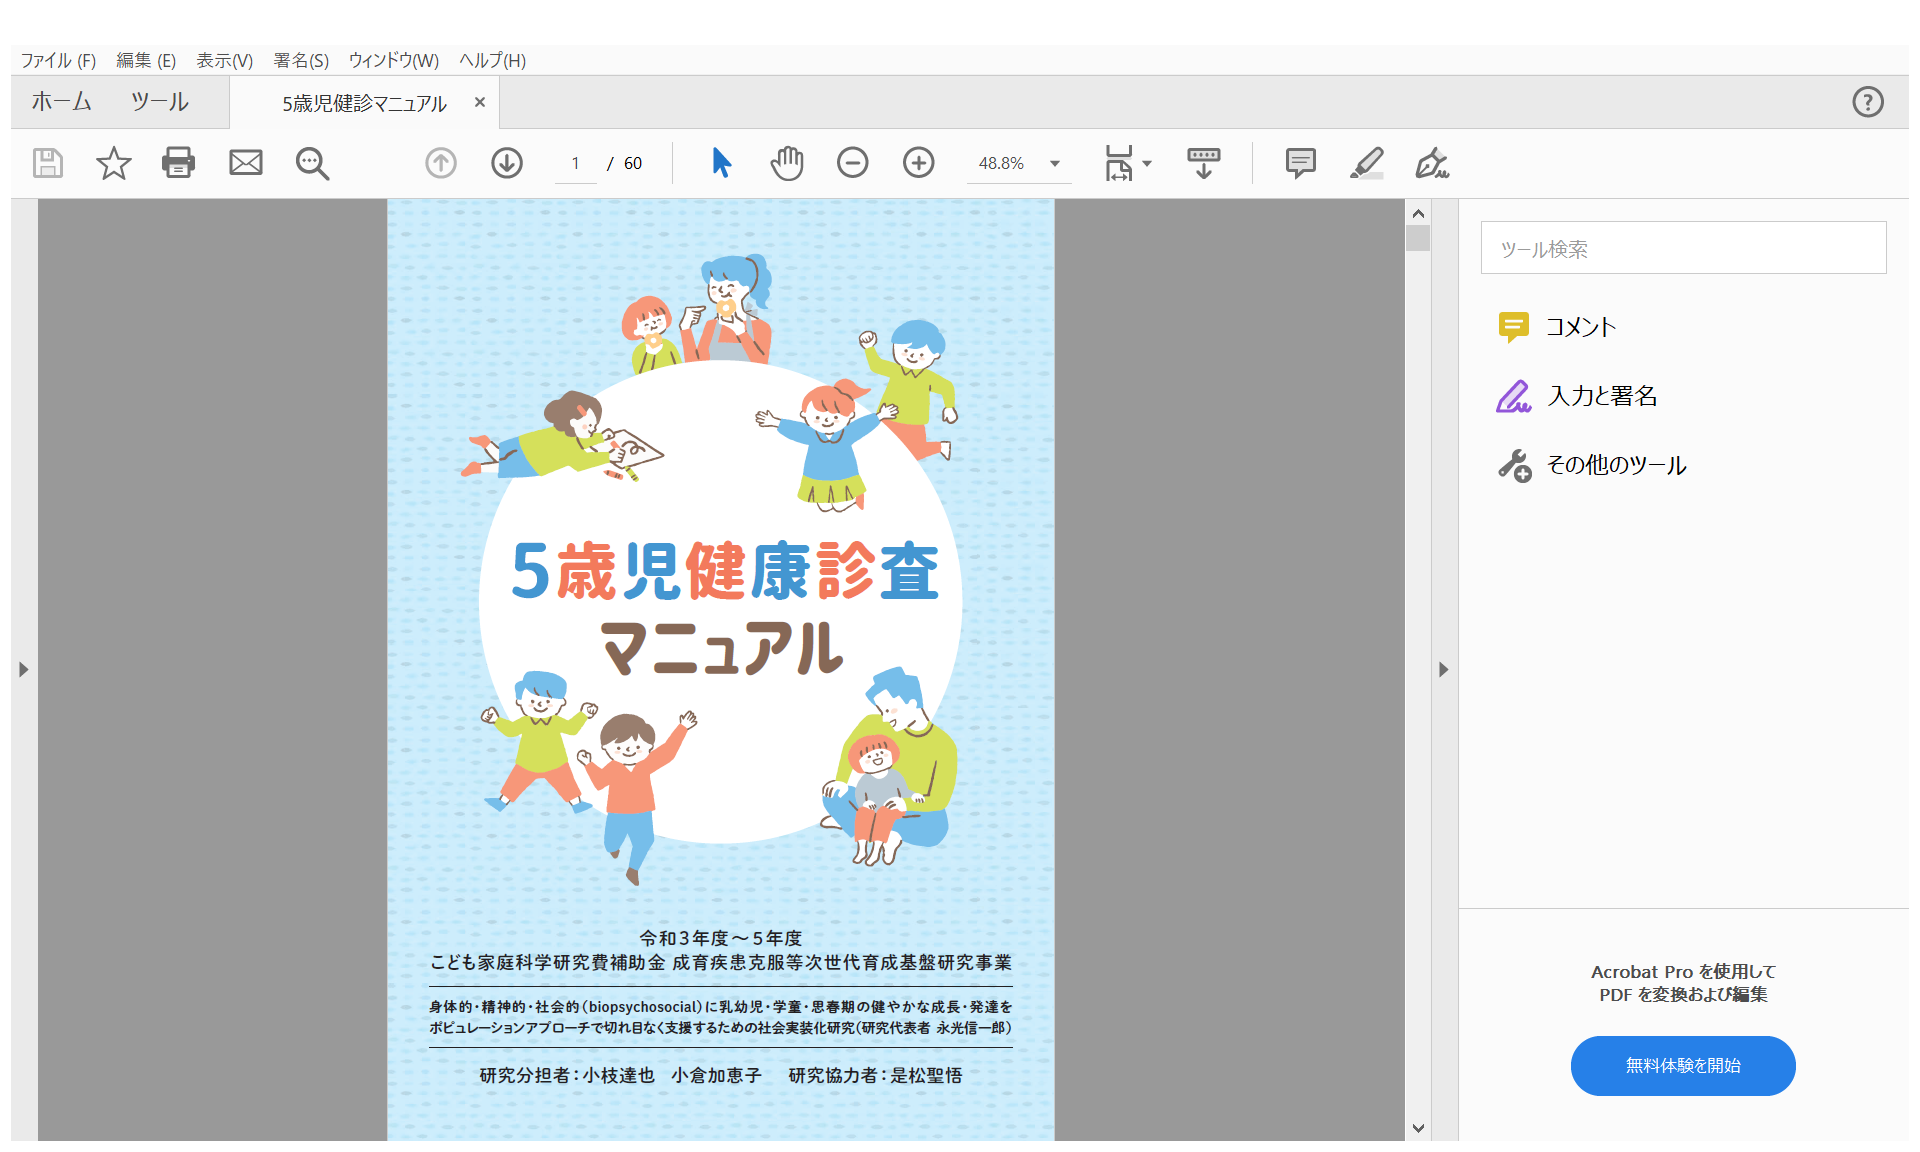 ファイル (F) 編集 (E) 表示(V) 署名(S) ウィンドウ(W) ヘルプ(H)
ホーム ツール 5歳児健診マニュアル ×
?
1 / 60 48.8%
ツール検索
コメント
入力と署名
その他のツール
5歳児健康診査
マニュアル
令和3年度～5年度
こども家庭科学研究費補助金 成育疾患克服等次世代育成基盤研究事業
身体的・精神的・社会的（biopsychosocial）に乳幼児・学童・思春期の健やかな成長・発達を
ポピュレーションアプローチで切れ目なく支援するための社会実装化研究（研究代表者 永光信一郎）
研究分担者：小枝達也 小倉加恵子 研究協力者：是松聖悟
Acrobat Pro を使用して
PDF を変換および編集
無料体験を開始